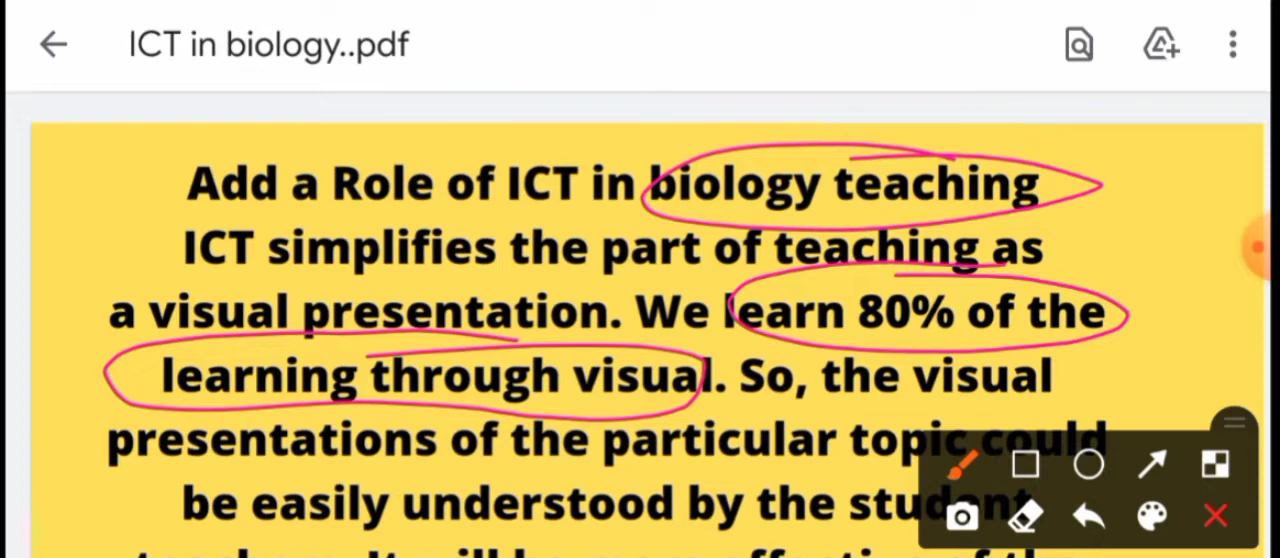 ICT in biology..pdf
Add a Role of ICT in biology teaching
ICT simplifies the part of teaching as
a visual presentation. We learn 80% of the
learning through visual. So, the visual
presentations of the particular topic could
be easily understood by the student